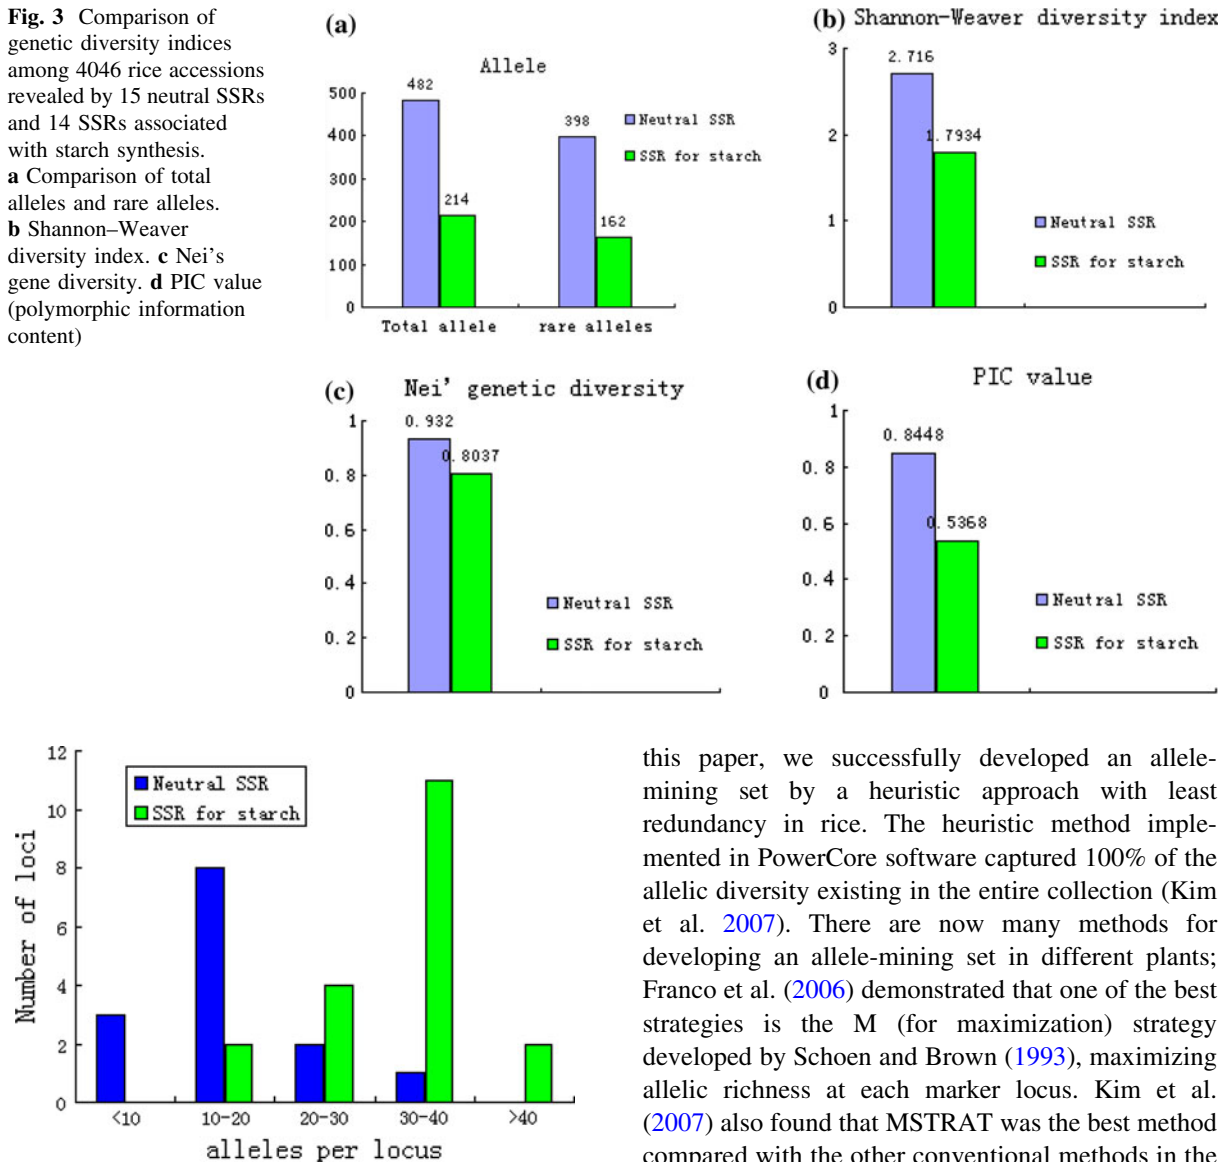 Fig. 3 Comparison of
genetic diversity indices
among 4046 rice accessions
revealed by 15 neutral SSRs
and 14 SSRs associated
with starch synthesis.
a Comparison of total
alleles and rare alleles.
b Shannon–Weaver
diversity index. c Nei's
gene diversity. d PIC value
(polymorphic information
content)
(a)
Allele
500
400
300
200
100
0
482
214
398
162
Neutral SSR
SSR for starch
Total allele
rare alleles
(b) Shannon-Weaver diversity index
3
2
1
0
2.716
1.7934
Neutral SSR
SSR for starch
(c) Nei' genetic diversity
1
0.8
0.6
0.4
0.2
0
0.932
0.8037
Neutral SSR
SSR for starch
(d) PIC value
1
0.8
0.6
0.4
0.2
0
0.8448
0.5368
Neutral SSR
SSR for starch
Number of loci
12
10
8
6
4
2
0
Neutral SSR
SSR for starch
<10
10-20
20-30
30-40
>40
alleles per locus
this paper, we successfully developed an allele-
mining set by a heuristic approach with least
redundancy in rice. The heuristic method imple-
mented in PowerCore software captured 100% of the
allelic diversity existing in the entire collection (Kim
et al. 2007). There are now many methods for
developing an allele-mining set in different plants;
Franco et al. (2006) demonstrated that one of the best
strategies is the M (for maximization) strategy
developed by Schoen and Brown (1993), maximizing
allelic richness at each marker locus. Kim et al.
(2007) also found that MSTRAT was the best method
compared with the other conventional methods in the